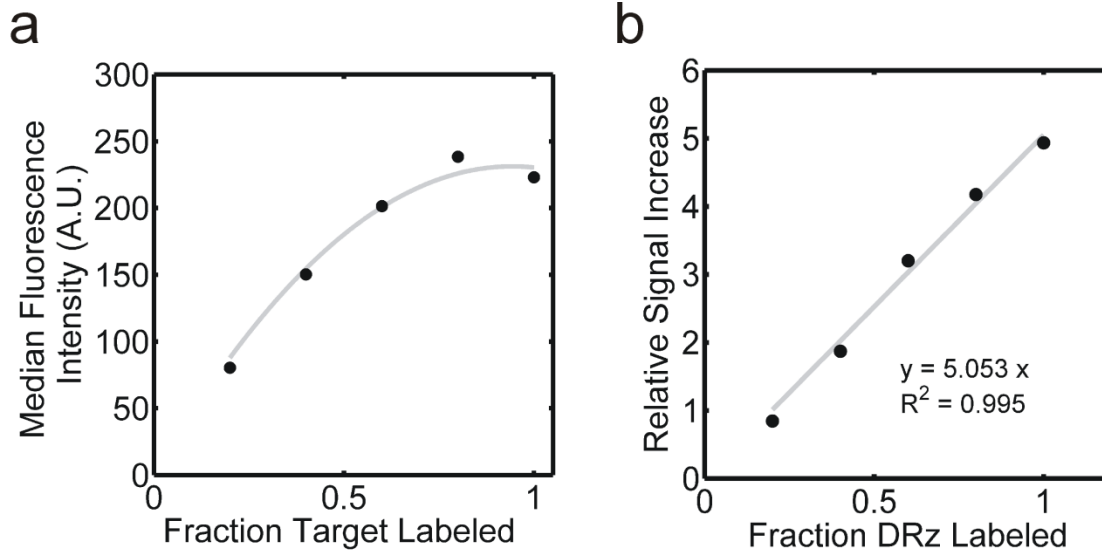 a
Median Fluorescence
Intensity (A.U.)
300
250
200
150
100
50
0
0
0.5
1
Fraction Target Labeled
b
Relative Signal Increase
6
5
4
3
2
1
0
y = 5.053 x
R² = 0.995
0
0.5
1
Fraction DRz Labeled